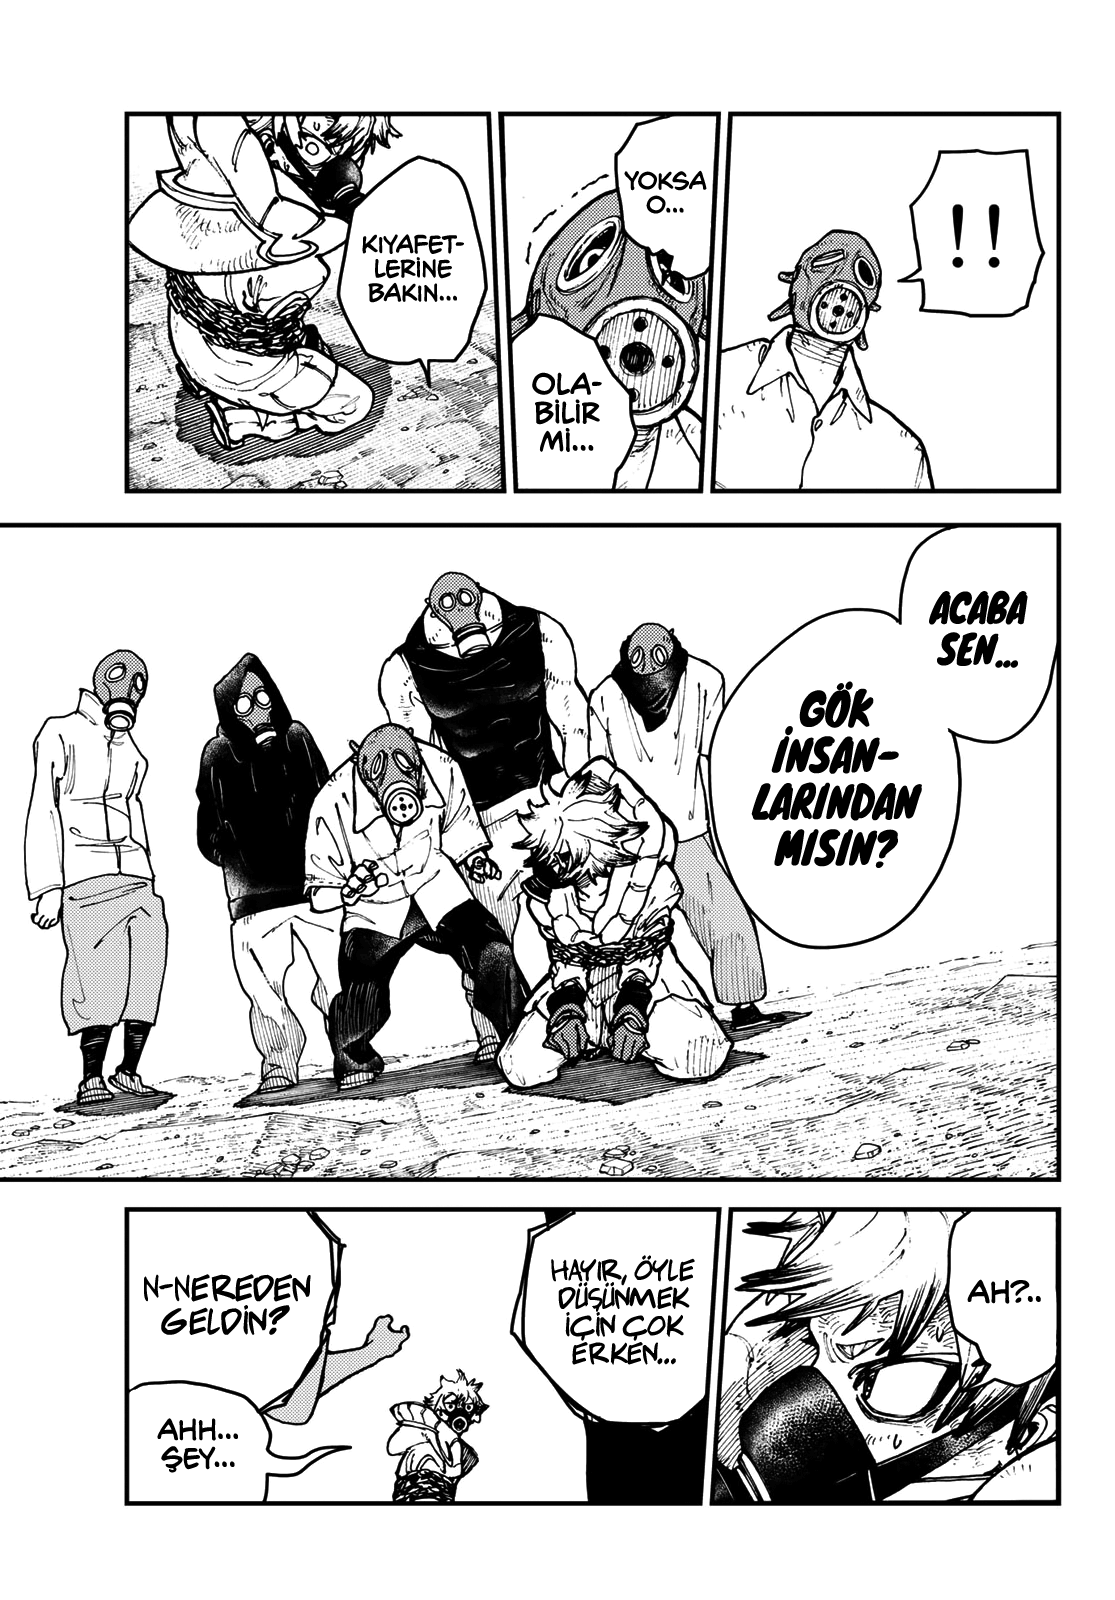 !!
YOKSA
O...
OLA-
BİLİR
Mİ...
KIYAFET-
LERİNE
BAKIN...
ACABA
SEN...
GÖK
İNSAN-
LARINDAN
MISIN?
AH?..
HAYIR, ÖYLE
DÜŞÜNMEK
İÇİN ÇOK
ERKEN...
N-NEREDEN
GELDİN?
AHH...
ŞEY...